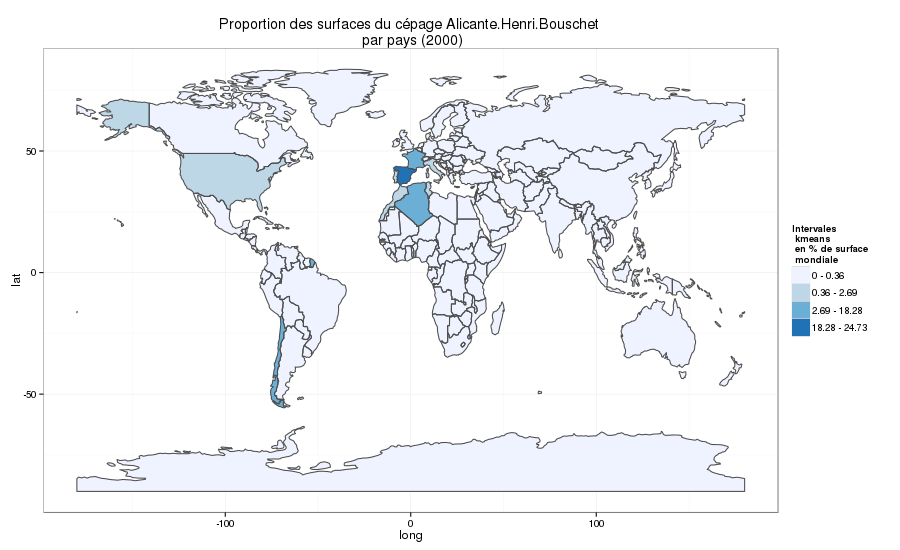 Proportion des surfaces du cépage Alicante.Henri.Bouschet
par pays (2000)
50
0
-50
lat
-100
0
100
long
Intervales
kmeans
en % de surface
mondiale
0 - 0.36
0.36 - 2.69
2.69 - 18.28
18.28 - 24.73